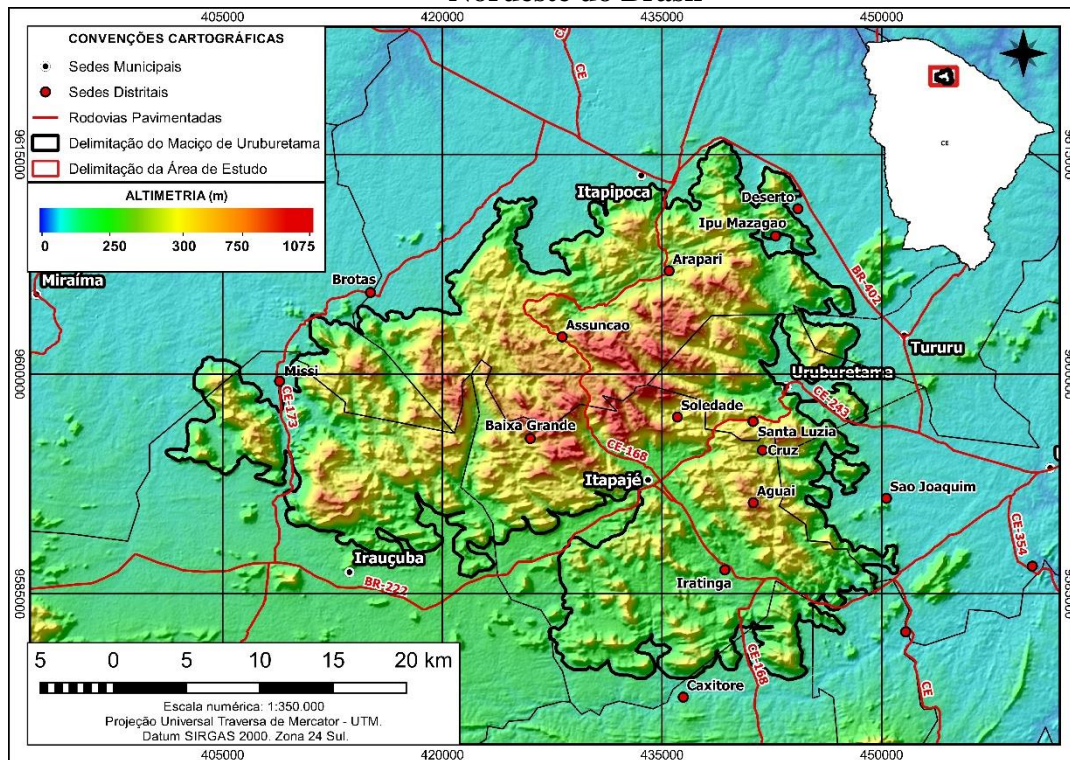 Nordeste do Brasil
405000
420000
435000
450000
CONVENÇÕES CARTOGRÁFICAS
Sedes Municipais
Sedes Distritais
Rodovias Pavimentadas
Delimitação do Maciço de Uruburetama
Delimitação da Área de Estudo
ALTIMETRIA (m)
0 250 300 750 1075
CE
CE
9615000
9615000
Itapipoca
Deserto
Ipu Mazagao
Arapari
BR-402
Miraíma
Brotas
Assuncao
Tururu
9600000
9600000
Missi
Uruburetama
CE-173
CE-243
Soledade
Santa Luzia
Baixa Grande
Cruz
CE-168
Itapajé
Aguai
Sao Joaquim
U
CE-354
Irauçuba
BR-222
Iratinga
9585000
9585000
CE-168
CE
Caxitore
5 0 5 10 15 20 km
Escala numérica: 1:350.000
Projeção Universal Traversa de Mercator - UTM.
Datum SIRGAS 2000. Zona 24 Sul.
405000
420000
435000
450000